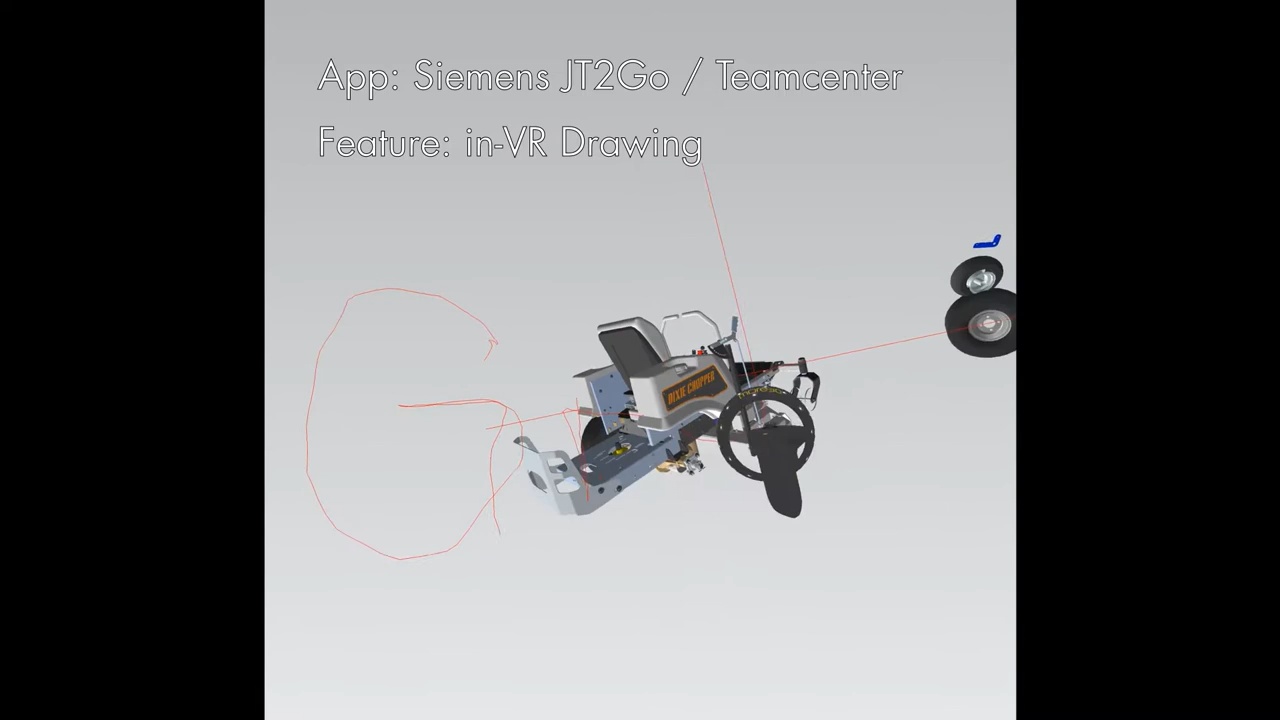 App: Siemens JT2Go / Teamcenter
Feature: in-VR Drawing
DIXIE CHOPPER